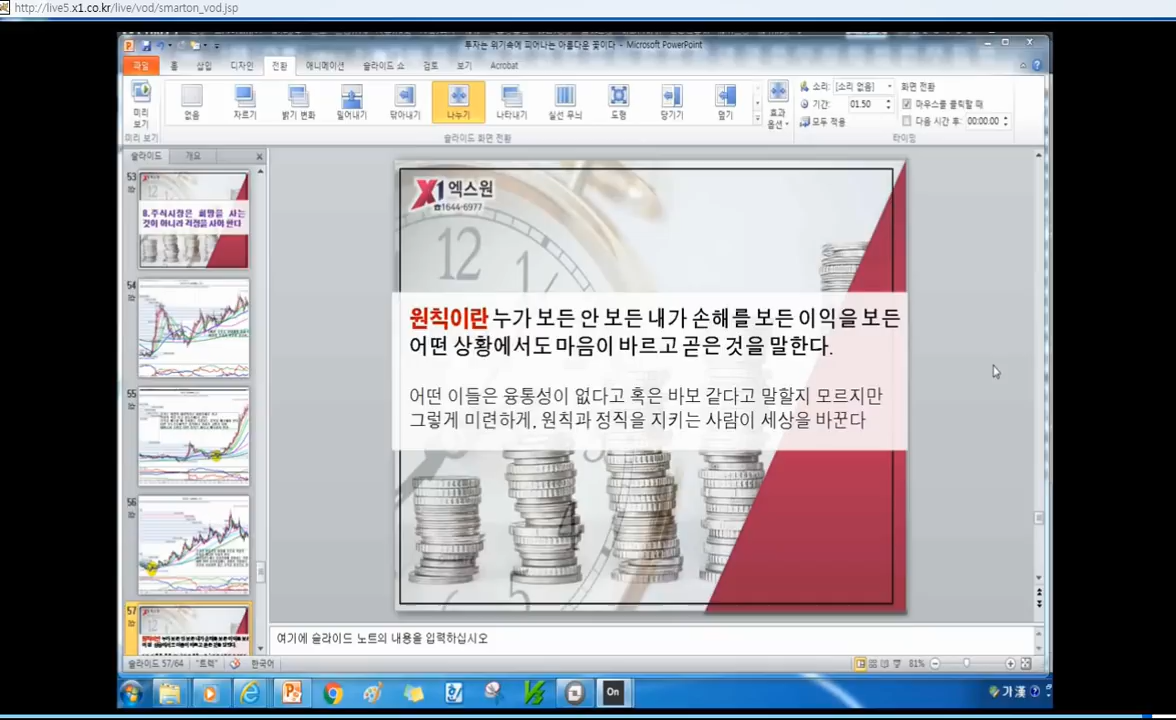 http://live5.x1.co.kr/live/vod/smarton_vod.jsp
투자는 위기속에 피어나는 아름다운 꽃이다 - Microsoft PowerPoint
파일 홈 삽입 디자인 전환 애니메이션 슬라이드 쇼 검토 보기 Acrobat
미리 보기
없음 자르기 밝기 변화 밀어내기 닦아내기 나누기 나타내기 실선 무늬 도형 당기기 열기
효과 옵션
소리: [소리 없음]
기간: 01.50
모두 적용
화면 전환
마우스를 클릭할 때
다음 시간 후: 00:00.00
미리 보기
슬라이드 화면 전환
타이밍
슬라이드 개요
53
8.주식시장은 희망을 사는
것이 아니라 걱정을 사야 한다
54
55
56
57
X1 엑스원
☎1644-6977
원칙이란 누가 보든 안 보든 내가 손해를 보든 이익을 보든
어떤 상황에서도 마음이 바르고 곧은 것을 말한다.
어떤 이들은 융통성이 없다고 혹은 바보 같다고 말할지 모르지만
그렇게 미련하게, 원칙과 정직을 지키는 사람이 세상을 바꾼다
여기에 슬라이드 노트의 내용을 입력하십시오
슬라이드 57/64 "트랙" 한국어
81%
On
가 漢